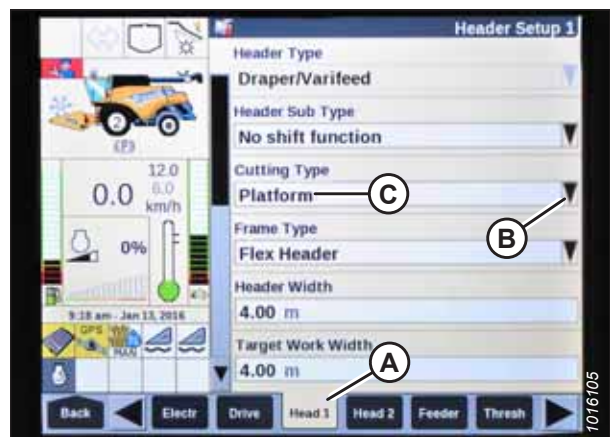 Header Setup 1
Header Type
Draper/Varifeed
Header Sub Type
No shift function
Cutting Type
Platform
C
B
Frame Type
Flex Header
Header Width
4.00 m
Target Work Width
4.00 m
A
2
(P)
12.0
0.0 6.0
km/h
0%
9:18 am - Jan 13, 2016
GPS
MAN
Back Electr Drive Head 1 Head 2 Feeder Thresh
1016105